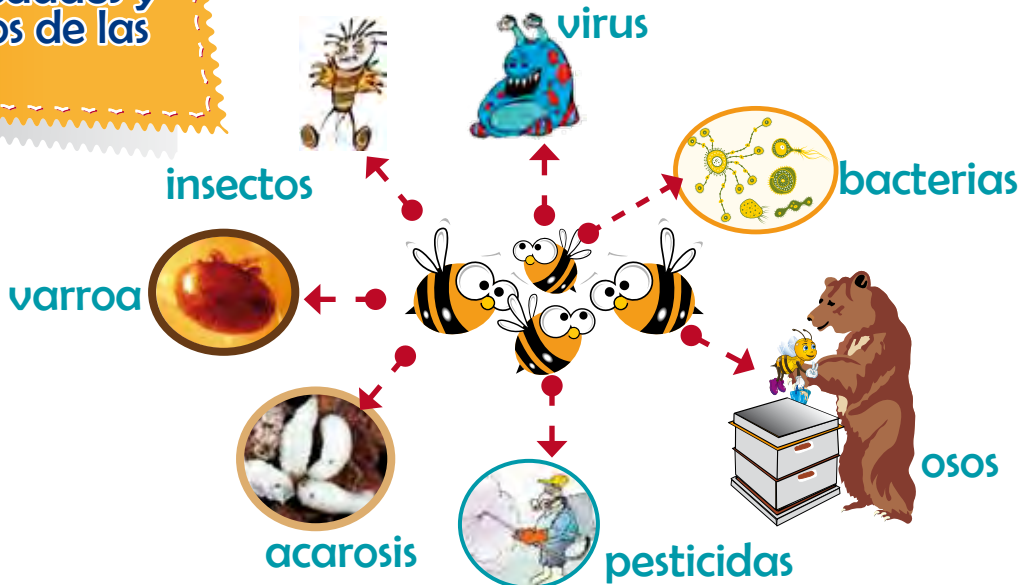 y
os de las
virus
insectos
bacterias
varroa
osos
acarosis
pesticidas